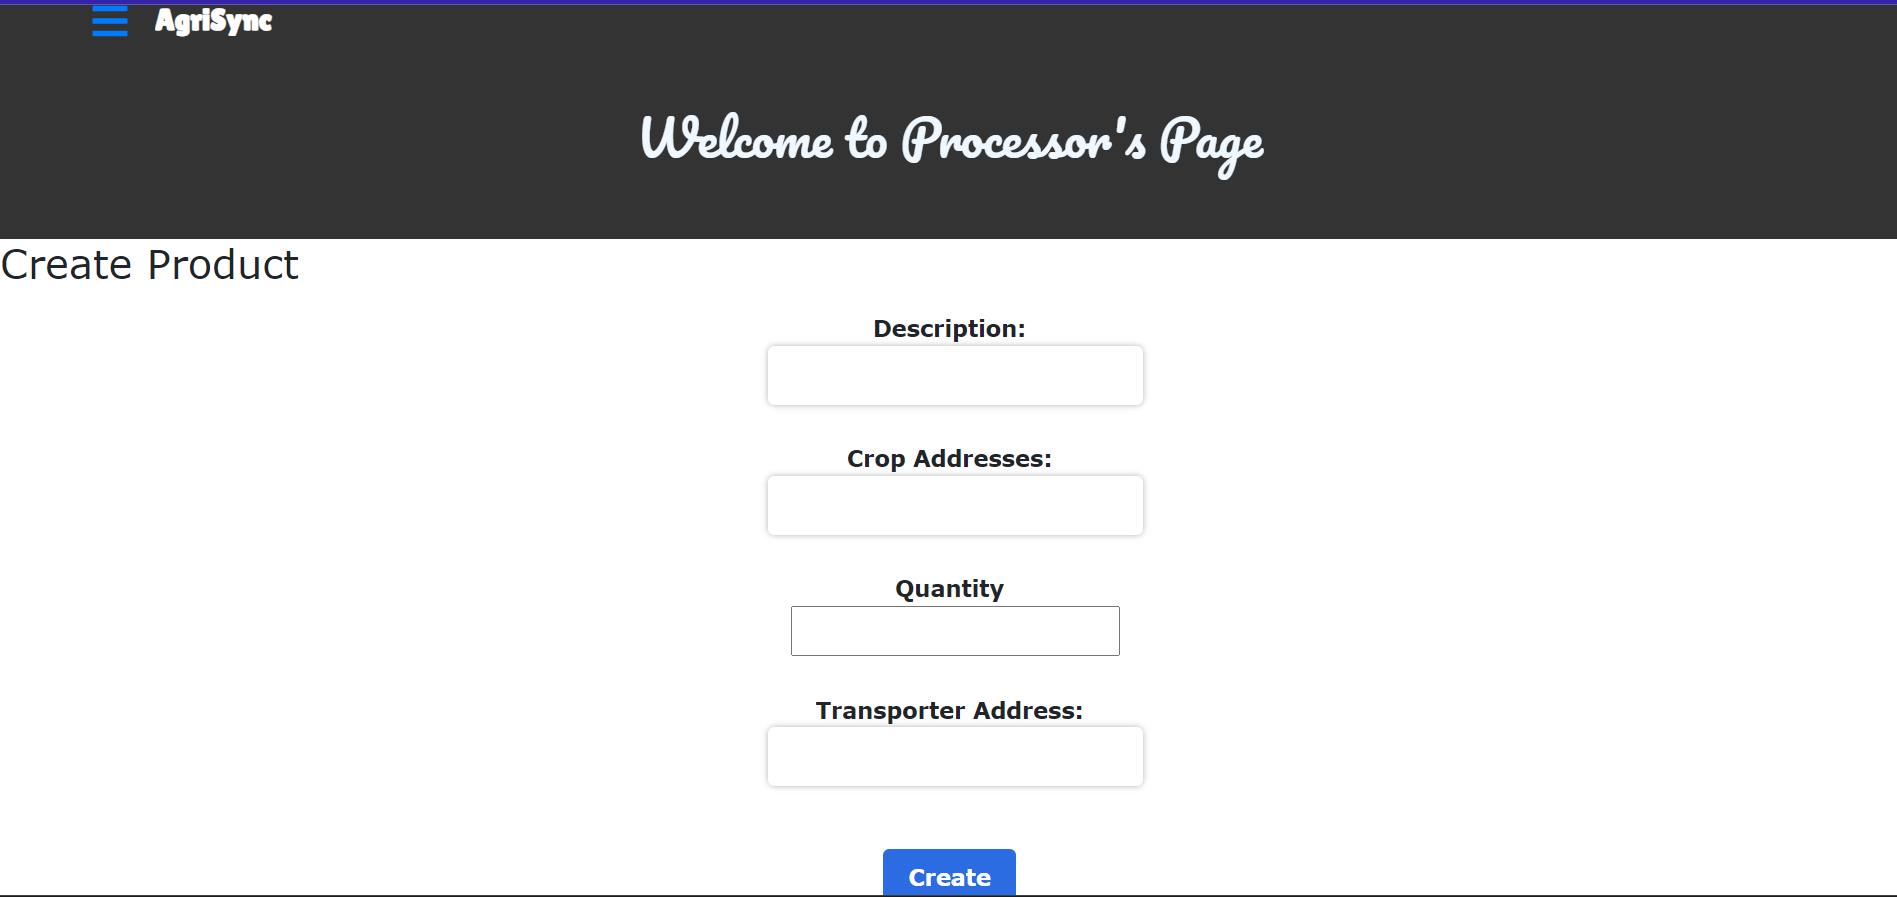 AgriSync
Welcome to Processor's Page
Create Product
Description:
Crop Addresses:
Quantity
Transporter Address:
Create